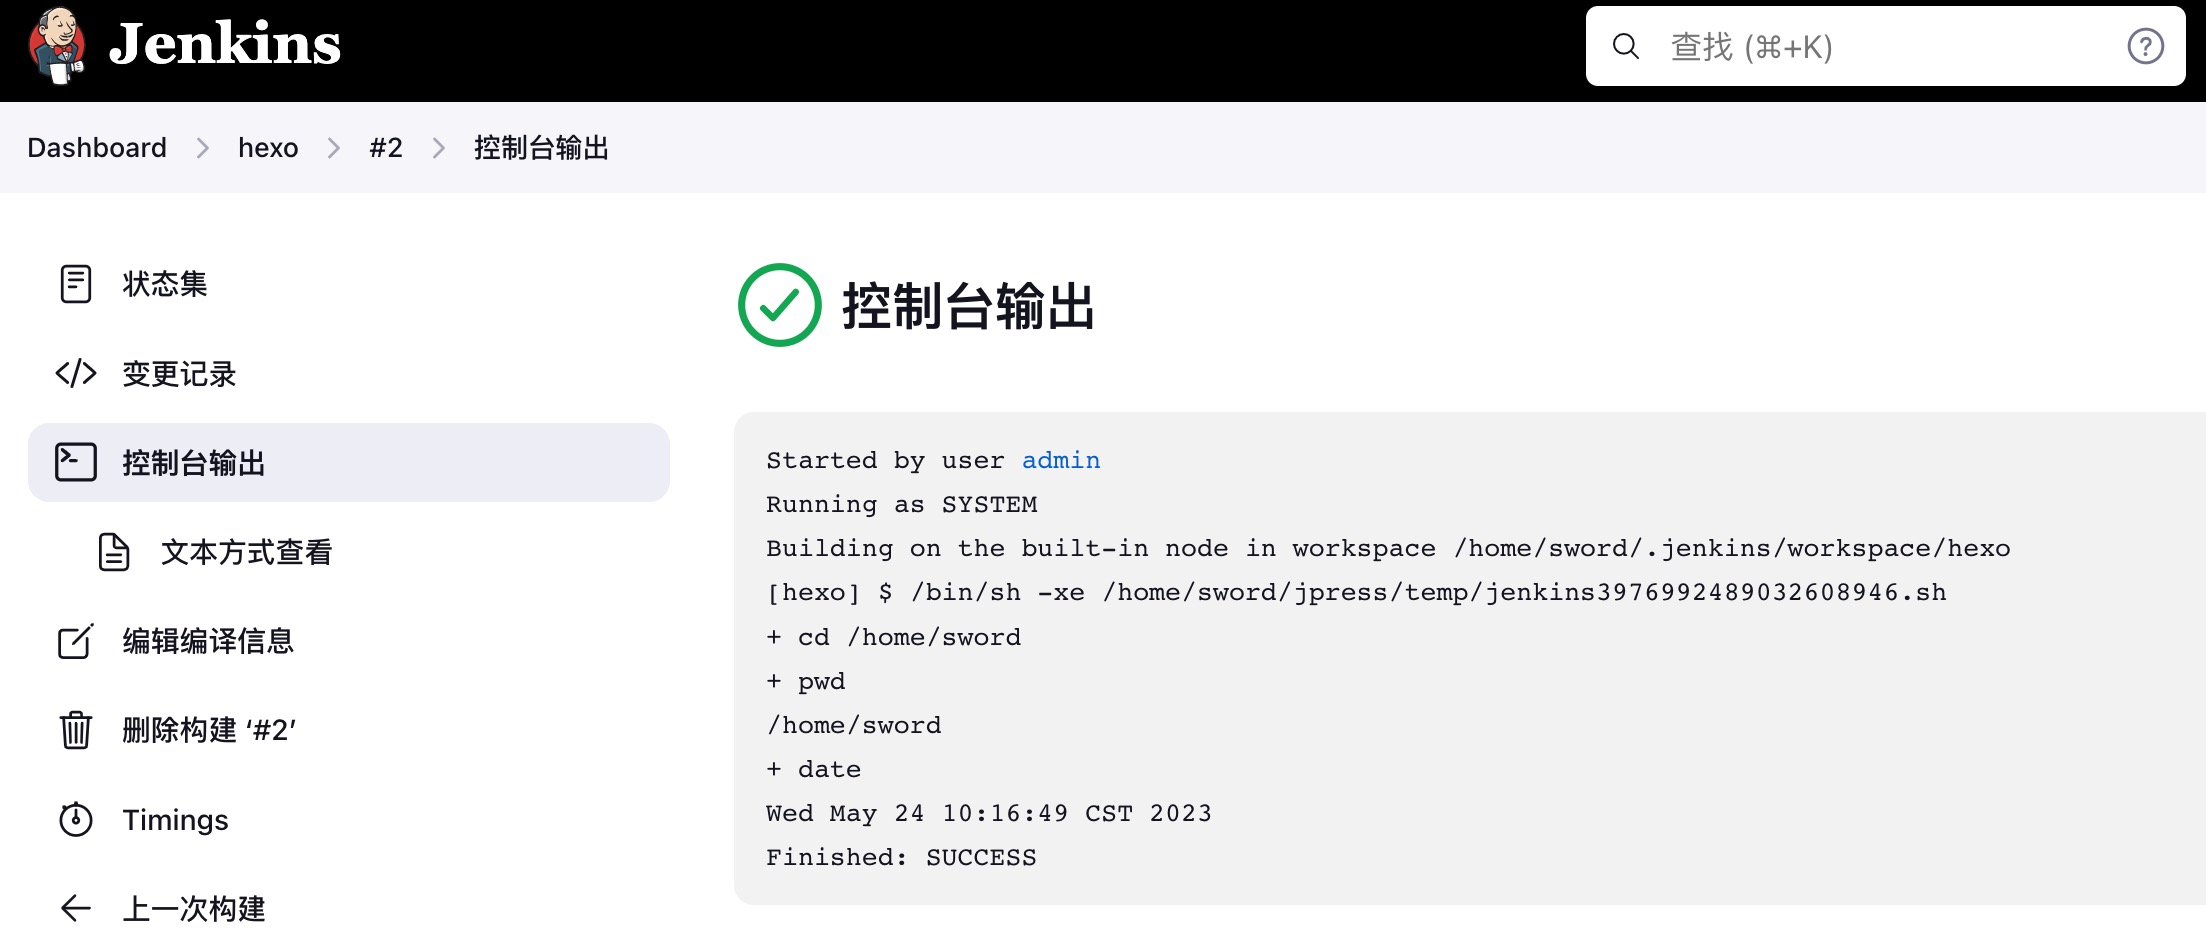 Jenkins
查找 (⌘+K)
Dashboard
hexo
#2
控制台输出
状态集
变更记录
控制台输出
文本方式查看
编辑编译信息
删除构建 ‘#2’
Timings
上一次构建
控制台输出
Started by user admin
Running as SYSTEM
Building on the built-in node in workspace /home/sword/.jenkins/workspace/hexo
[hexo] $ /bin/sh -xe /home/sword/jpress/temp/jenkins3976992489032608946.sh
+ cd /home/sword
+ pwd
/home/sword
+ date
Wed May 24 10:16:49 CST 2023
Finished: SUCCESS